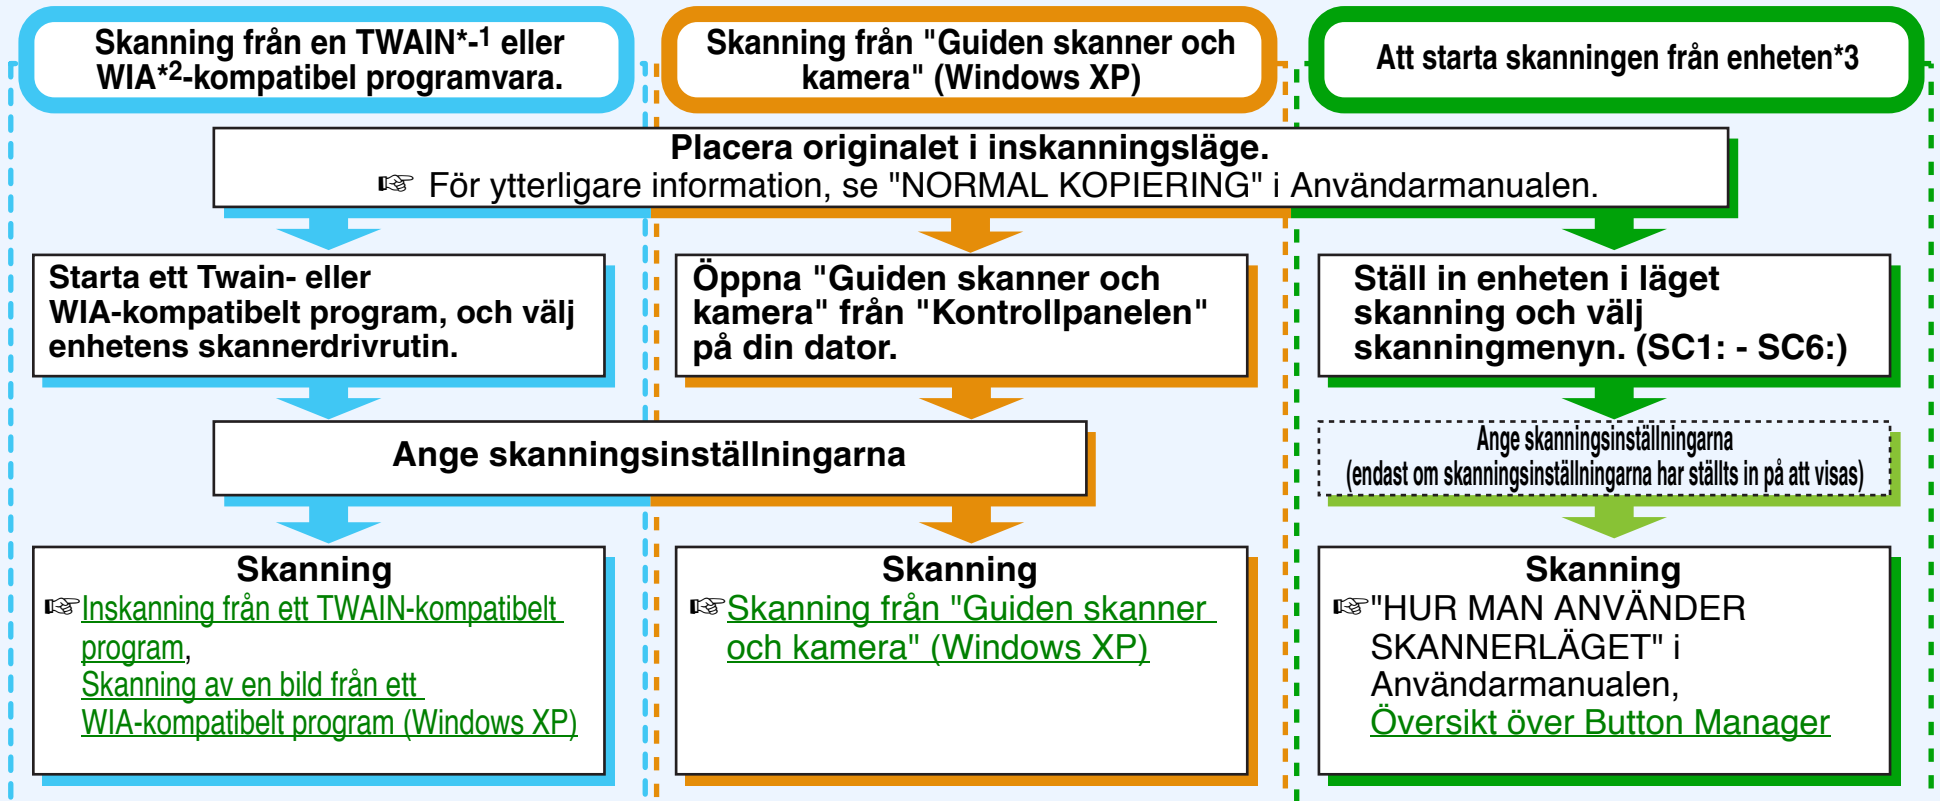 Skanning från en TWAIN*-1 eller
WIA*2-kompatibel programvara.
Skanning från "Guiden skanner och
kamera" (Windows XP)
Att starta skanningen från enheten*3
Placera originalet i inskanningsläge.
☞ För ytterligare information, se "NORMAL KOPIERING" i Användarmanualen.
Starta ett Twain- eller
WIA-kompatibelt program, och välj
enhetens skannerdrivrutin.
Öppna "Guiden skanner och
kamera" från "Kontrollpanelen"
på din dator.
Ställ in enheten i läget
skanning och välj
skanningmenyn. (SC1: - SC6:)
Ange skanningsinställningarna
Ange skanningsinställningarna
(endast om skanningsinställningarna har ställts in på att visas)
Skanning
☞Inskanning från ett TWAIN-kompatibelt
program,
Skanning av en bild från ett
WIA-kompatibelt program (Windows XP)
Skanning
☞Skanning från "Guiden skanner
och kamera" (Windows XP)
Skanning
☞"HUR MAN ANVÄNDER
SKANNERLÄGET" i
Användarmanualen,
Översikt över Button Manager